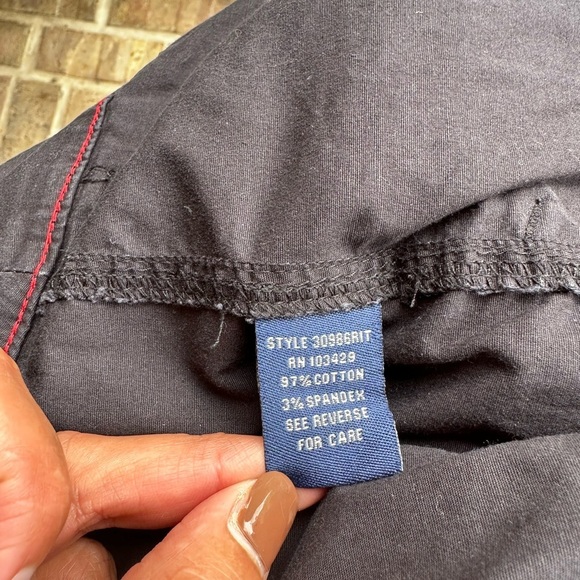 STYLE 30986RIT
RN 103429
97% COTTON
3% SPANDEX
SEE REVERSE
FOR CARE